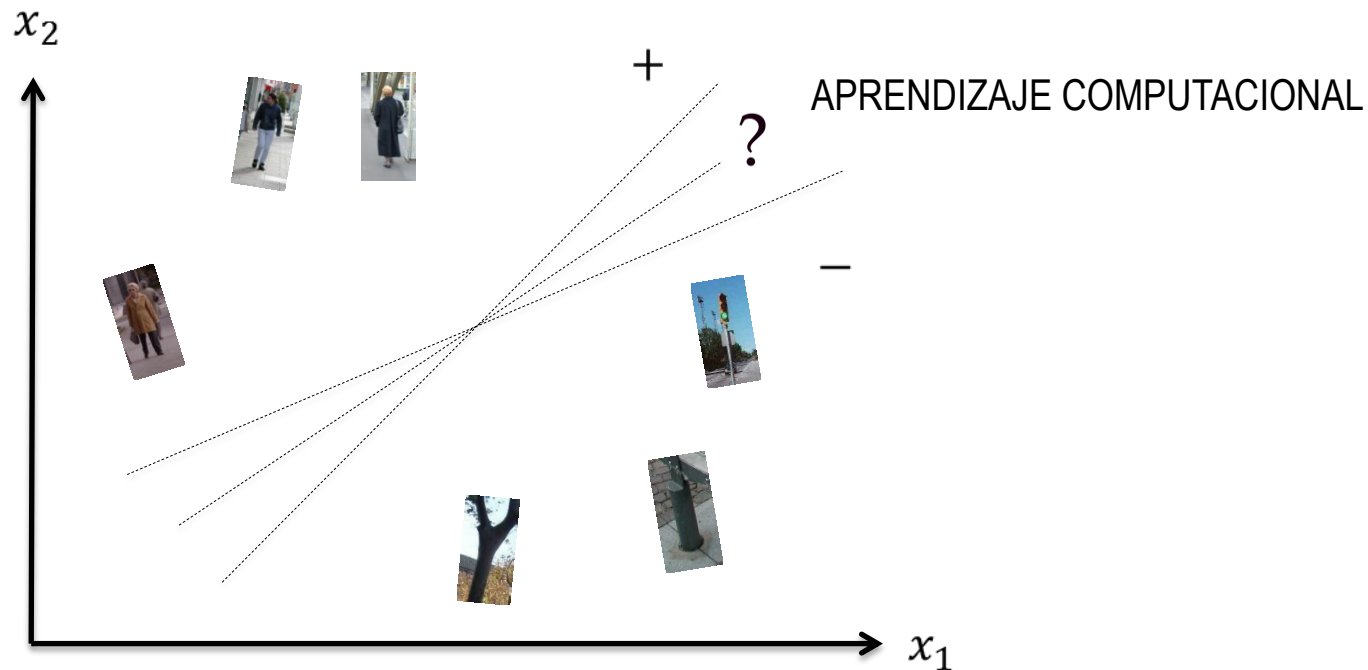 x₂
+
APRENDIZAJE COMPUTACIONAL
?
−
x₁